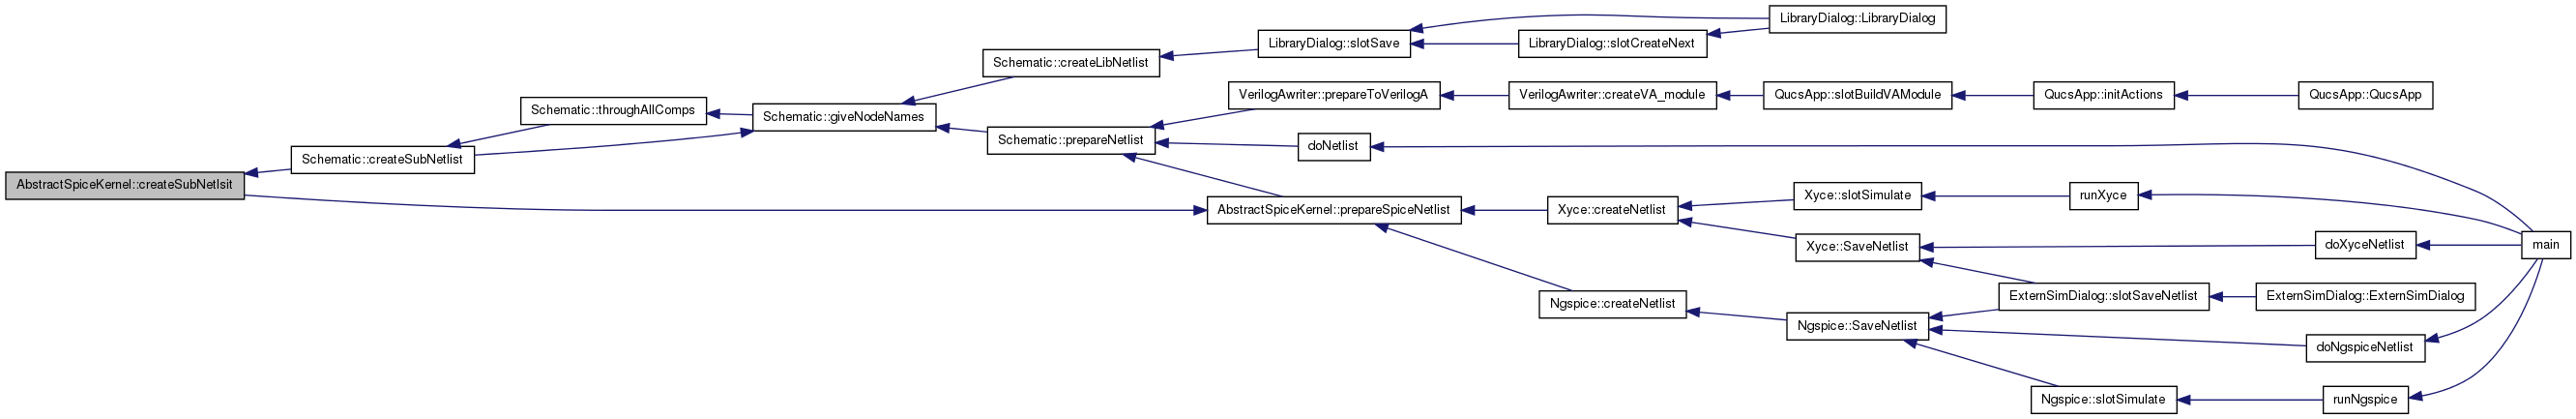 LibraryDialog::LibraryDialog
LibraryDialog::slotSave
LibraryDialog::slotCreateNext
Schematic::createLibNetlist
VerilogAwriter::prepareToVerilogA
VerilogAwriter::createVA_module
QucsApp::slotBuildVAModule
QucsApp::initActions
QucsApp::QucsApp
Schematic::throughAllComps
Schematic::giveNodeNames
Schematic::prepareNetlist
doNetlist
Schematic::createSubNetlist
AbstractSpiceKernel::createSubNetlsit
Xyce::slotSimulate
runXyce
AbstractSpiceKernel::prepareSpiceNetlist
Xyce::createNetlist
Xyce::SaveNetlist
doXyceNetlist
main
ExternSimDialog::slotSaveNetlist
ExternSimDialog::ExternSimDialog
Ngspice::createNetlist
Ngspice::SaveNetlist
doNgspiceNetlist
Ngspice::slotSimulate
runNgspice